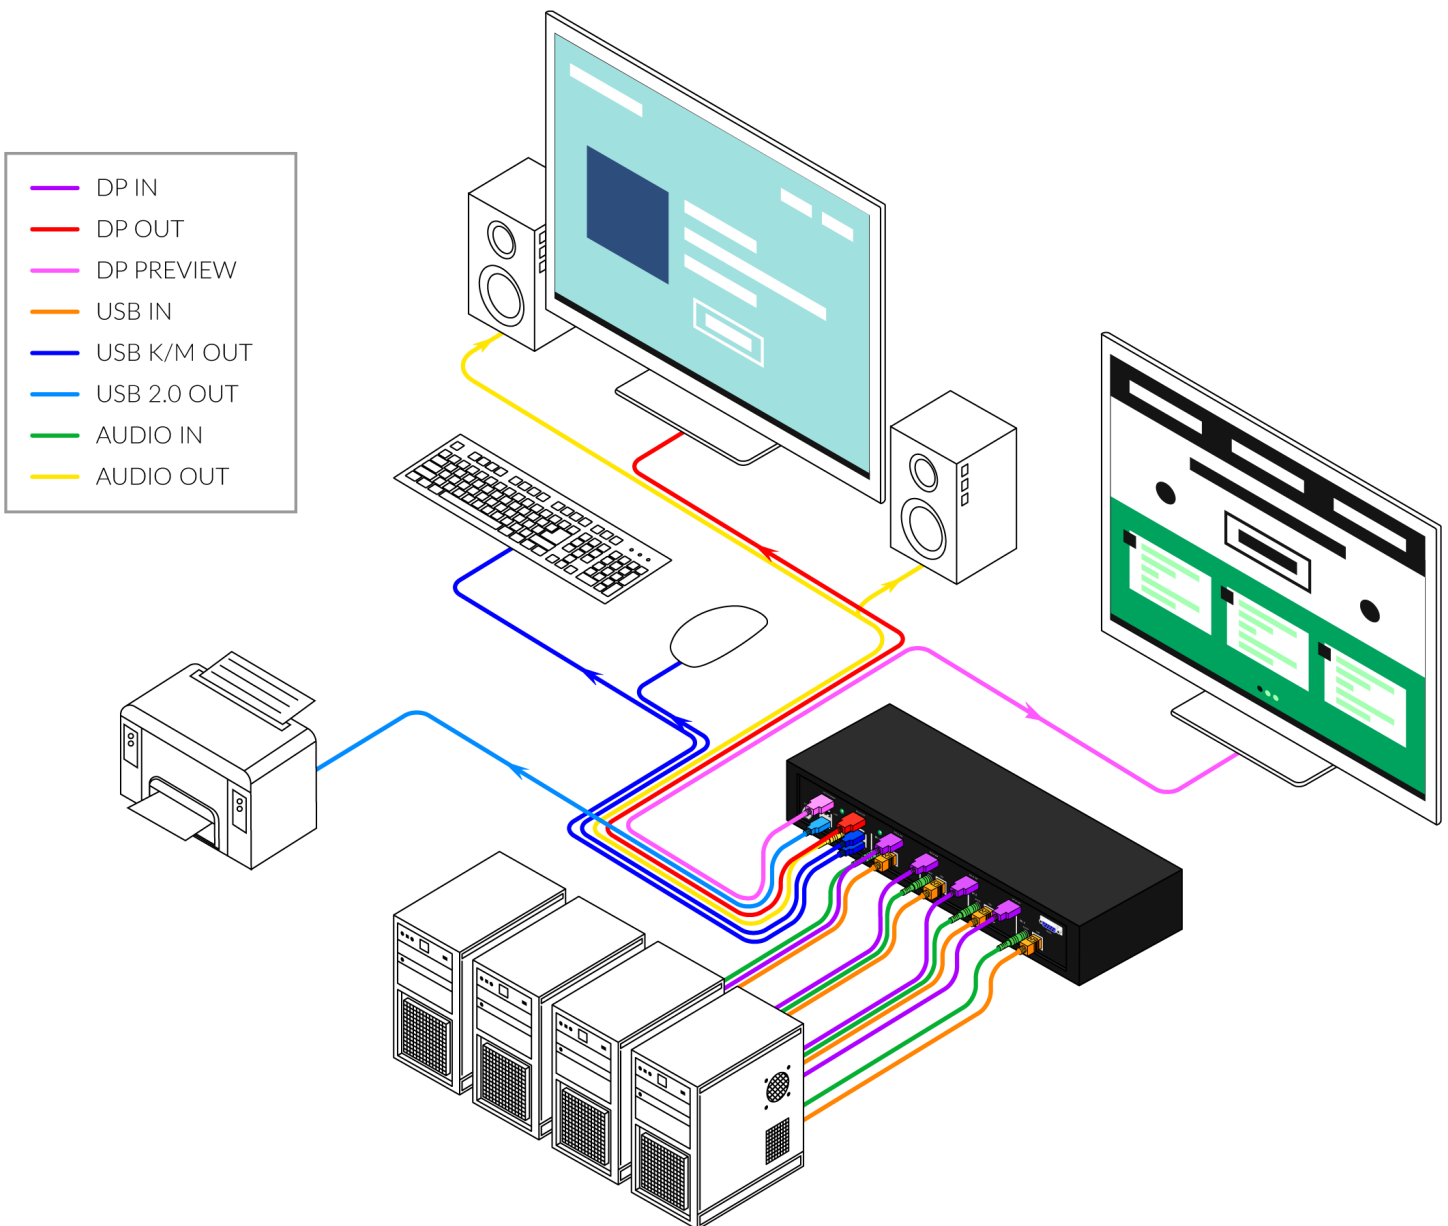 DP IN
DP OUT
DP PREVIEW
USB IN
USB K/M OUT
USB 2.0 OUT
AUDIO IN
AUDIO OUT